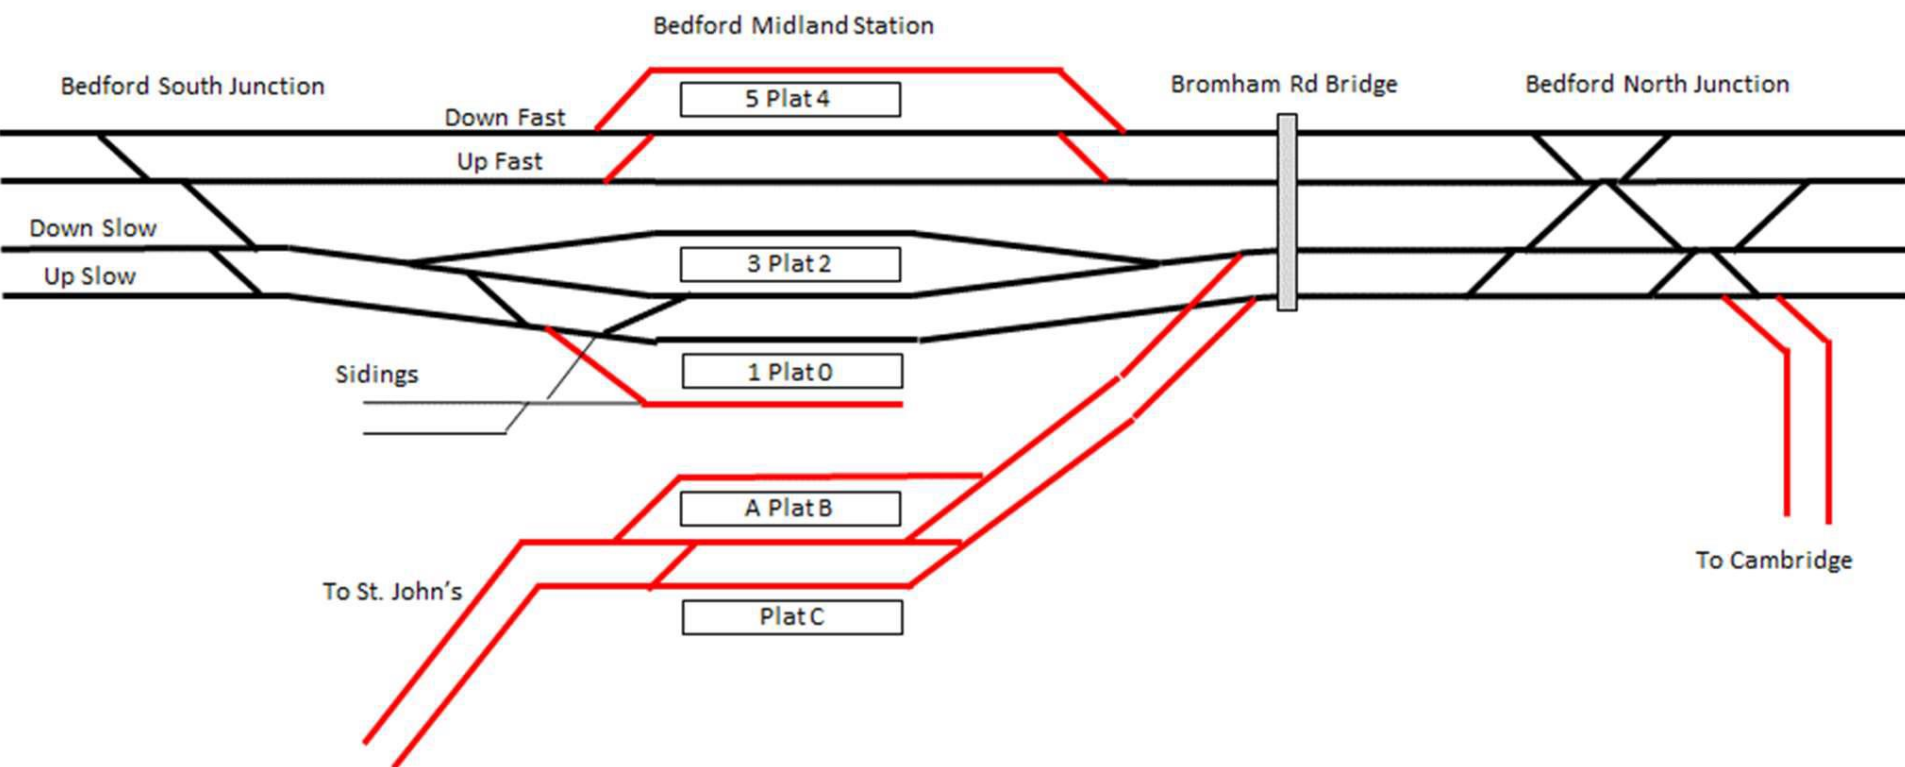 Bedford Midland Station
Bedford South Junction
5 Plat 4
Bromham Rd Bridge
Bedford North Junction
Down Fast
Up Fast
Down Slow
3 Plat 2
Up Slow
Sidings
1 Plat 0
A Plat B
To Cambridge
To St. John’s
Plat C